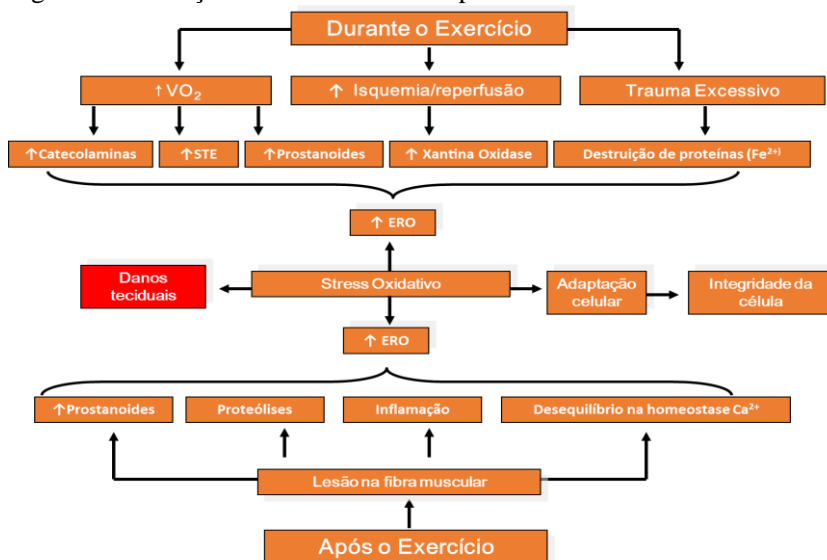 Durante o Exercício
↑VO₂
↑ Isquemia/reperfusão
Trauma Excessivo
↑Catecolaminas
↑STE
↑Prostanoides
↑ Xantina Oxidase
Destruição de proteínas (Fe²⁺⁾
↑ ERO
Danos
teciduais
Stress Oxidativo
Adaptação
celular
Integridade da
célula
↑ ERO
↑Prostanoides
Proteólises
Inflamação
Desequilíbrio na homeostase Ca²⁺
Lesão na fibra muscular
Após o Exercício